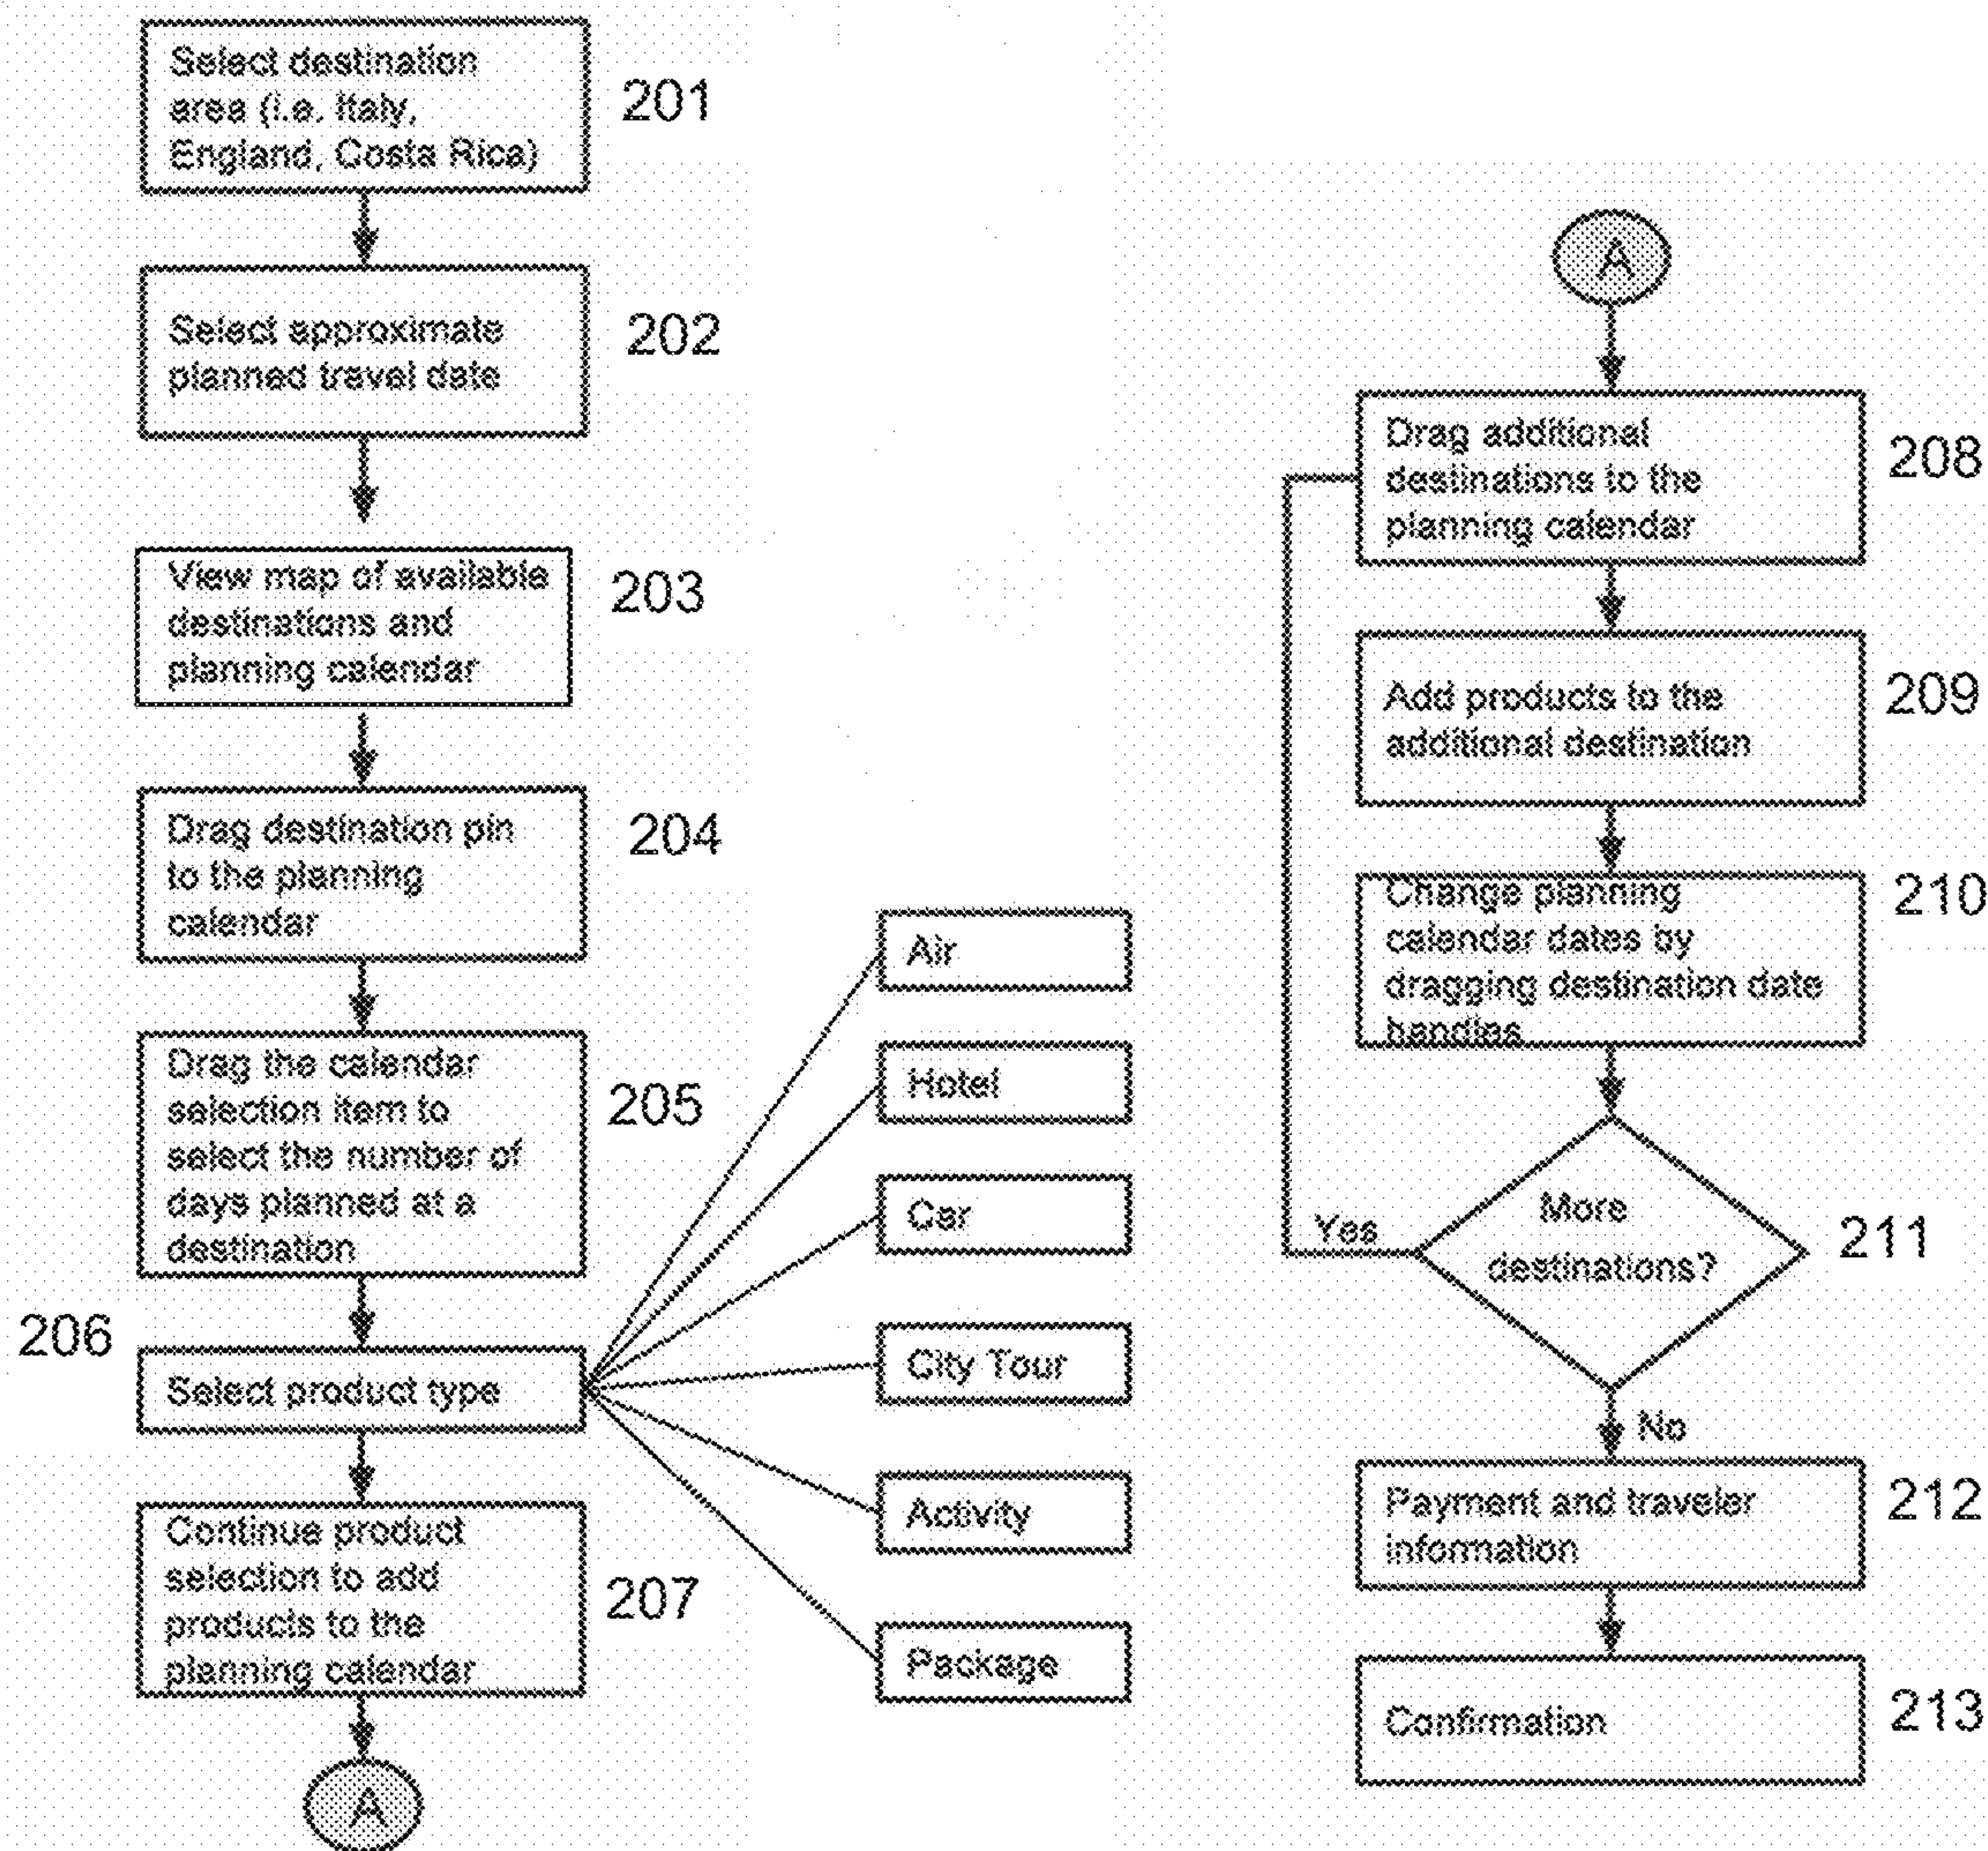 Select destination
area (i.e. Italy,
England, Costa Rica)
201
Select approximate
planned travel date
202
View map of available
destinations and
planning calendar
203
Drag destination pin
to the planning
calendar
204
Drag the calendar
selection item to
select the number of
days planned at a
destination
205
206
Select product type
Air
Hotel
Car
City Tour
Activity
Package
Continue product
selection to add
products to the
planning calendar
207
A
A
Drag additional
destinations to the
planning calendar
208
Add products to the
additional destination
209
Change planning
calendar dates by
dragging destination date
handles
210
More
destinations?
211
Yes
No
Payment and traveler
information
212
Confirmation
213